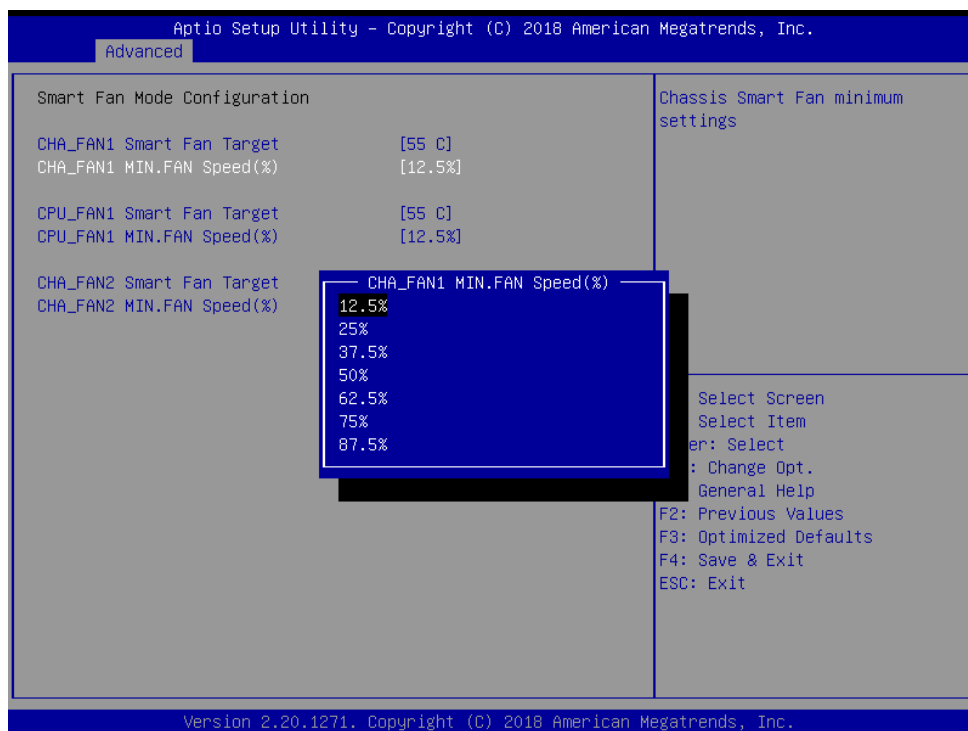 Aptio Setup Utility – Copyright (C) 2018 American Megatrends, Inc.
Advanced
Smart Fan Mode Configuration
CHA_FAN1 Smart Fan Target [55 C]
CHA_FAN1 MIN.FAN Speed(%) [12.5%]
CPU_FAN1 Smart Fan Target [55 C]
CPU_FAN1 MIN.FAN Speed(%) [12.5%]
CHA_FAN2 Smart Fan Target
CHA_FAN2 MIN.FAN Speed(%)
CHA_FAN1 MIN.FAN Speed(%)
12.5%
25%
37.5%
50%
62.5%
75%
87.5%
Chassis Smart Fan minimum
settings
Select Screen
Select Item
er: Select
: Change Opt.
General Help
F2: Previous Values
F3: Optimized Defaults
F4: Save & Exit
ESC: Exit
Version 2.20.1271. Copyright (C) 2018 American Megatrends, Inc.